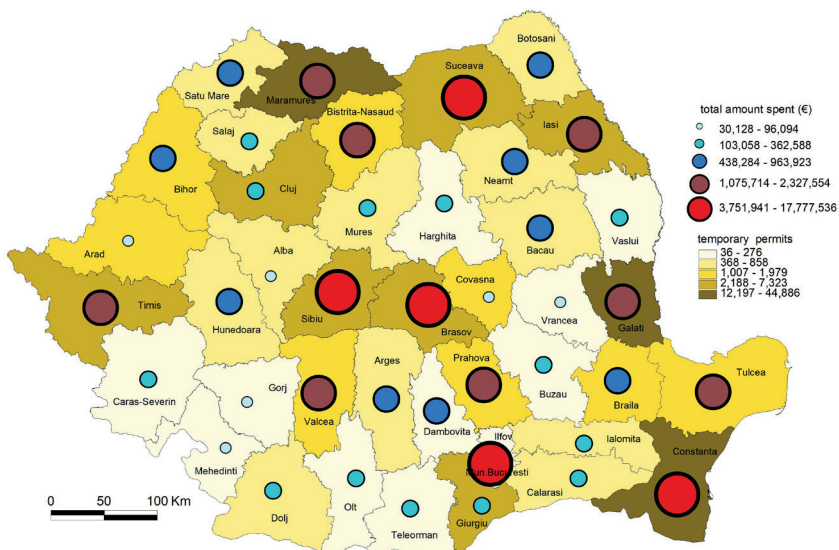 Botosani
Suceava
Satu Mare
Maramures
Bistrita-Nasaud
Iasi
Salaj
Bihor
Cluj
Neamt
Mures
Harghita
Bacau
Vaslui
Arad
Alba
Covasna
Timis
Hunedoara
Sibiu
Brasov
Vrancea
Galati
Caras-Severin
Gorj
Valcea
Arges
Prahova
Dambovita
Buzau
Braila
Tulcea
Ilfov
Ialomita
Mehedinti
Mun.Bucuresti
Constanta
Dolj
Olt
Teleorman
Giurgiu
Calarasi
total amount spent (€)
30,128 - 96,094
103,058 - 362,588
438,284 - 963,923
1,075,714 - 2,327,554
3,751,941 - 17,777,536
temporary permits
36 - 276
368 - 858
1,007 - 1,979
2,188 - 7,323
12,197 - 44,886
0 50 100 Km